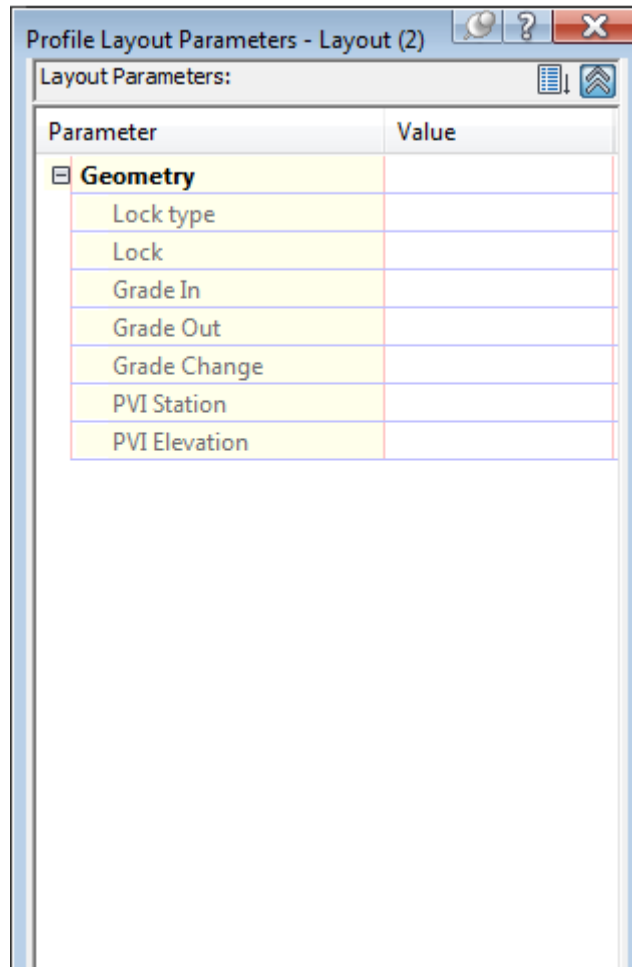 Profile Layout Parameters - Layout (2)
Layout Parameters:
Parameter Value
Geometry
Lock type
Lock
Grade In
Grade Out
Grade Change
PVI Station
PVI Elevation